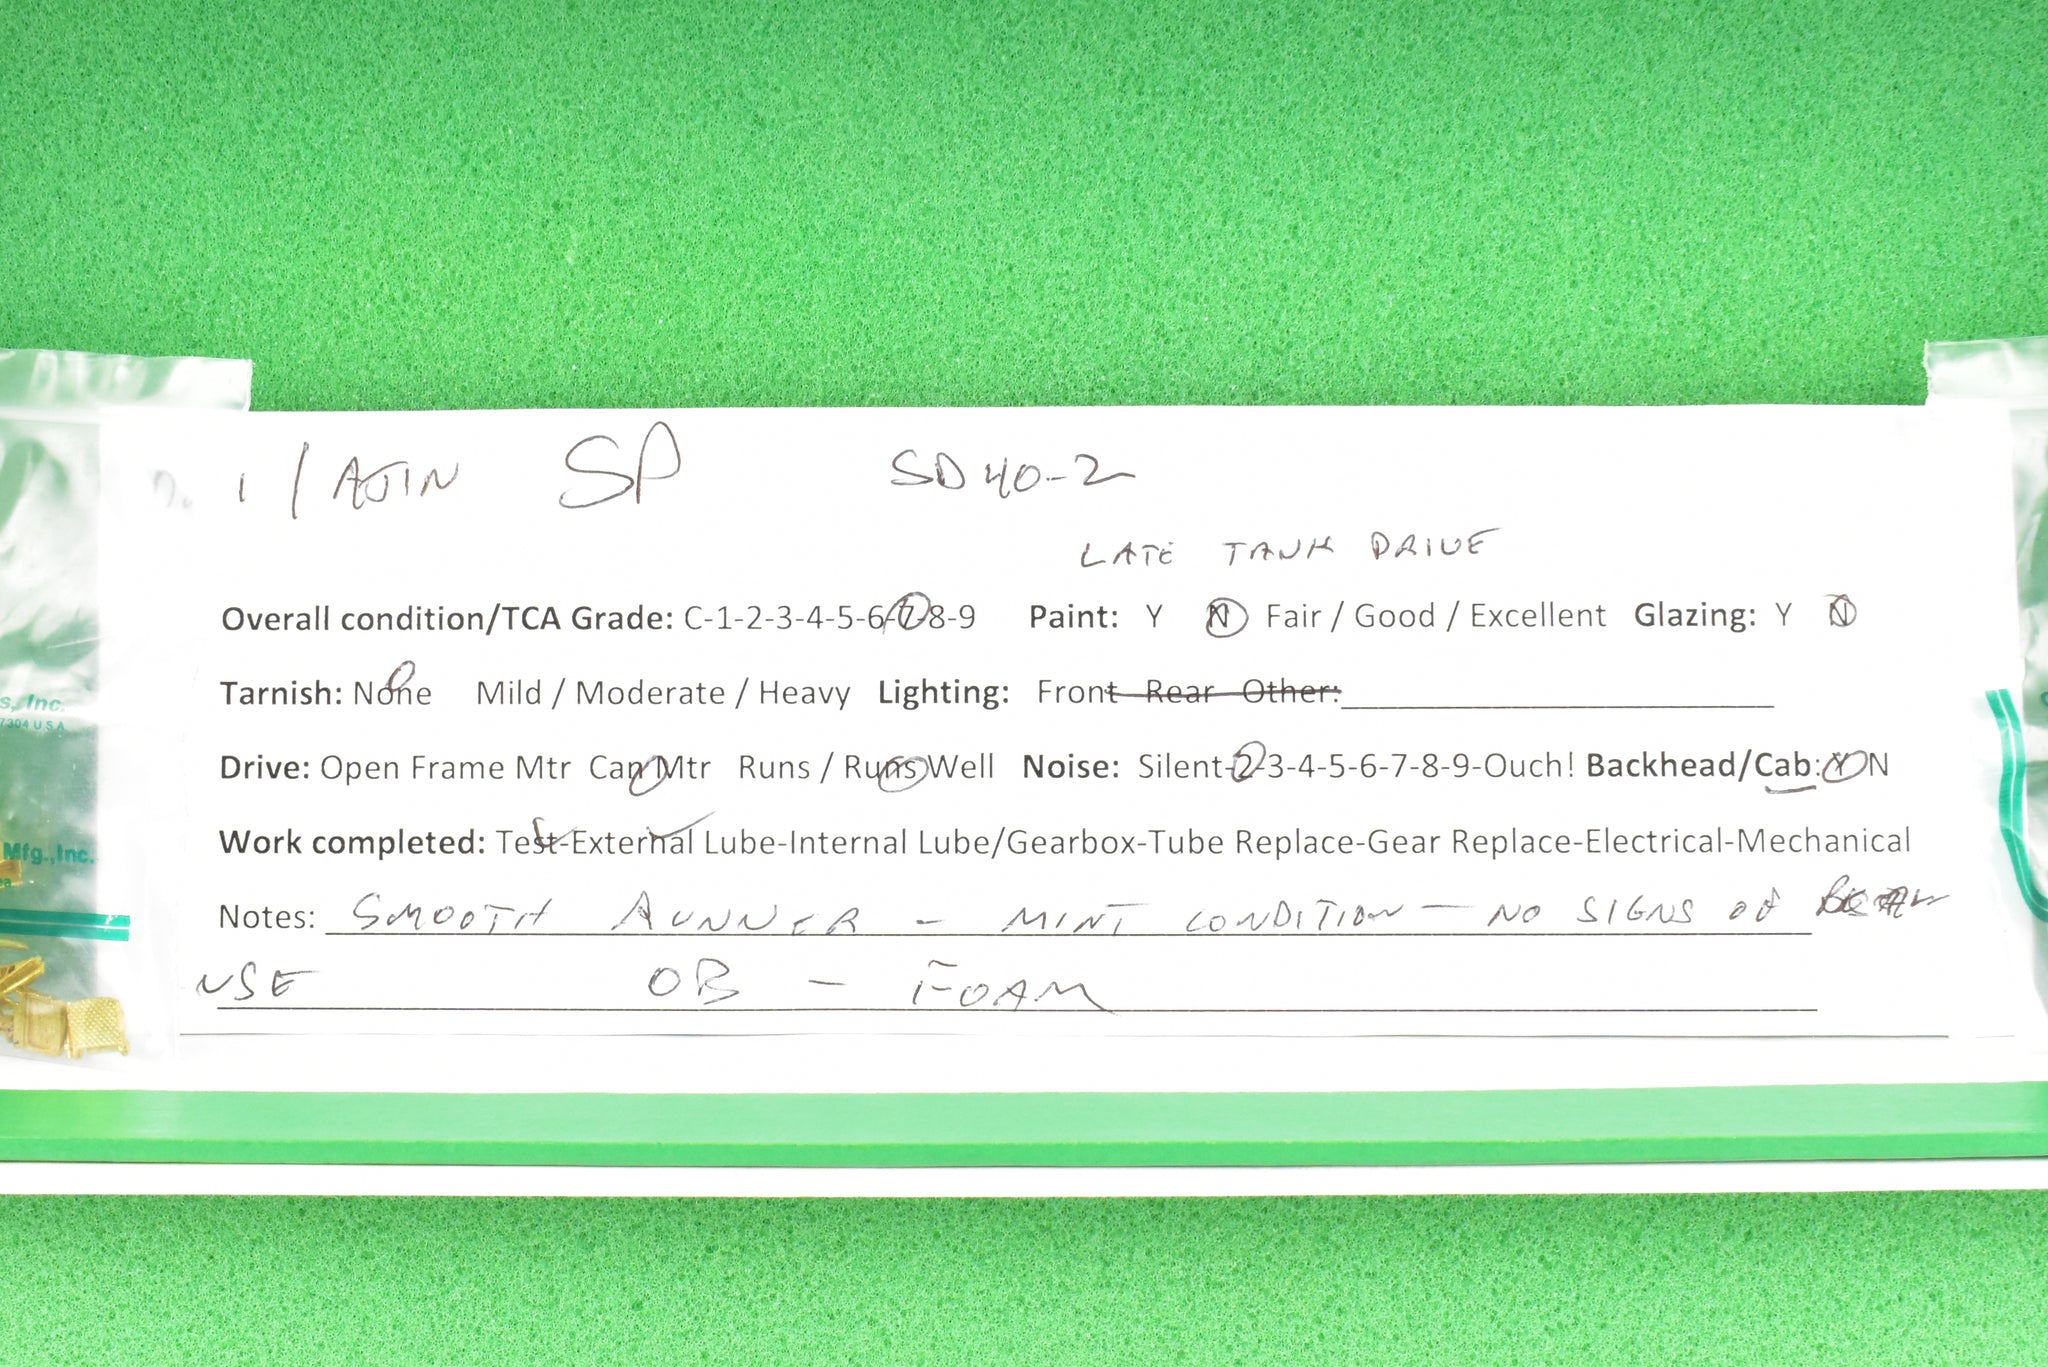 1 / AJIN SP SD40-2
LATE TANK DRIVE
Overall condition/TCA Grade: C-1-2-3-4-5-6-7-8-9 Paint: Y N Fair / Good / Excellent Glazing: Y N
Tarnish: None Mild / Moderate / Heavy Lighting: Front Rear Other:
s, Inc.
7304 U S A
Drive: Open Frame Mtr Can Mtr Runs / Runs Well Noise: Silent-2-3-4-5-6-7-8-9-Ouch! Backhead/Cab: Y N
Work completed: Test-External Lube-Internal Lube/Gearbox-Tube Replace-Gear Replace-Electrical-Mechanical
Mfg., Inc.
Notes: SMOOTH RUNNER - MINT CONDITION - NO SIGNS OF
USE OB - FOAM